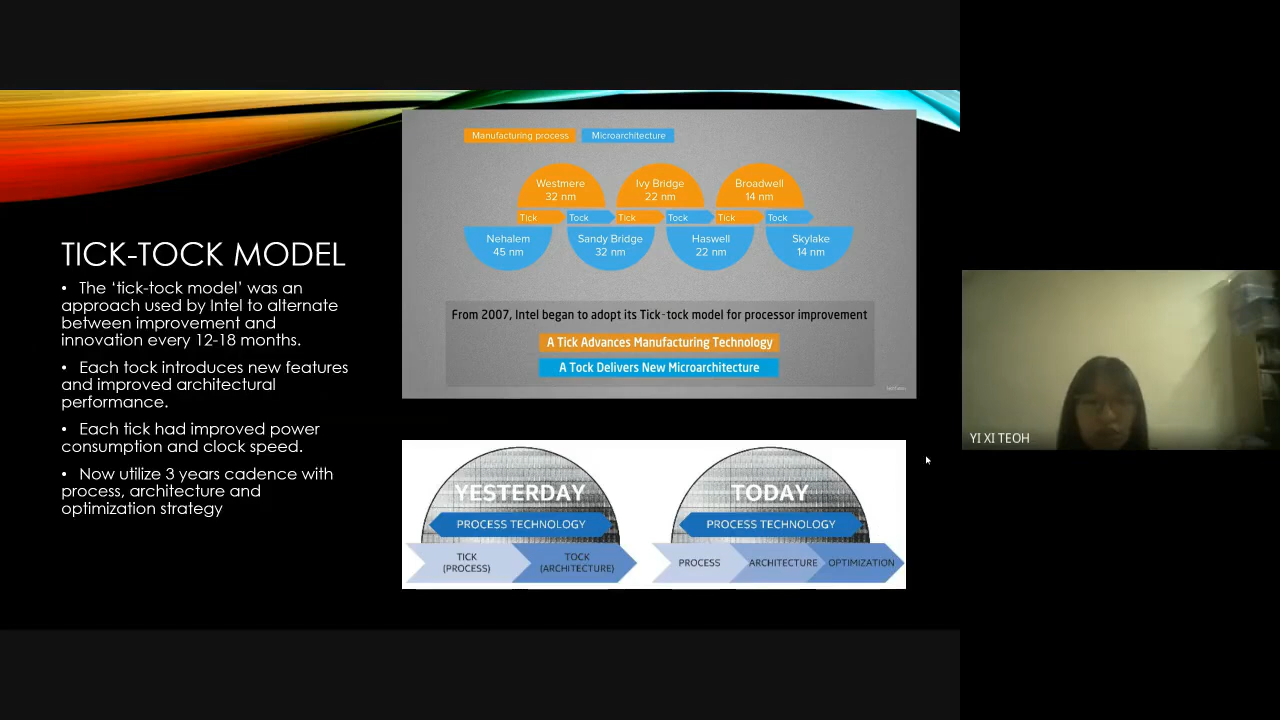 TICK-TOCK MODEL
• The ‘tick-tock model’ was an
approach used by Intel to alternate
between improvement and
innovation every 12-18 months.
• Each tock introduces new features
and improved architectural
performance.
• Each tick had improved power
consumption and clock speed.
• Now utilize 3 years cadence with
process, architecture and
optimization strategy
Manufacturing process
Microarchitecture
Westmere
32 nm
Ivy Bridge
22 nm
Broadwell
14 nm
Tick
Tock
Tick
Tock
Tick
Tock
Nehalem
45 nm
Sandy Bridge
32 nm
Haswell
22 nm
Skylake
14 nm
From 2007, Intel began to adopt its Tick-tock model for processor improvement
A Tick Advances Manufacturing Technology
A Tock Delivers New Microarchitecture
YESTERDAY
PROCESS TECHNOLOGY
TICK
(PROCESS)
TOCK
(ARCHITECTURE)
TODAY
PROCESS TECHNOLOGY
PROCESS
ARCHITECTURE
OPTIMIZATION
YI XI TEOH